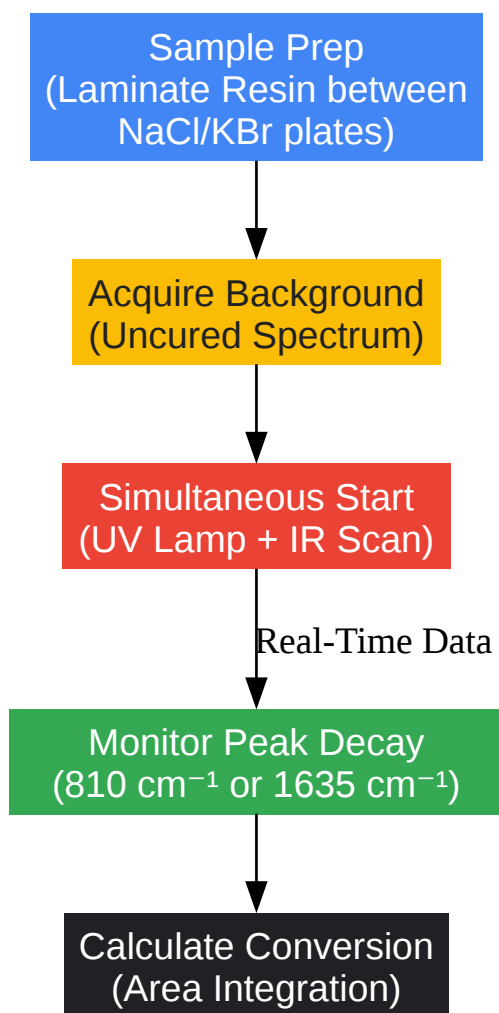 Sample Prep
(Laminate Resin between
NaCl/KBr plates)
Acquire Background
(Uncured Spectrum)
Simultaneous Start
(UV Lamp + IR Scan)
Real-Time Data
Monitor Peak Decay
(810 cm⁻¹ or 1635 cm⁻¹)
Calculate Conversion
(Area Integration)